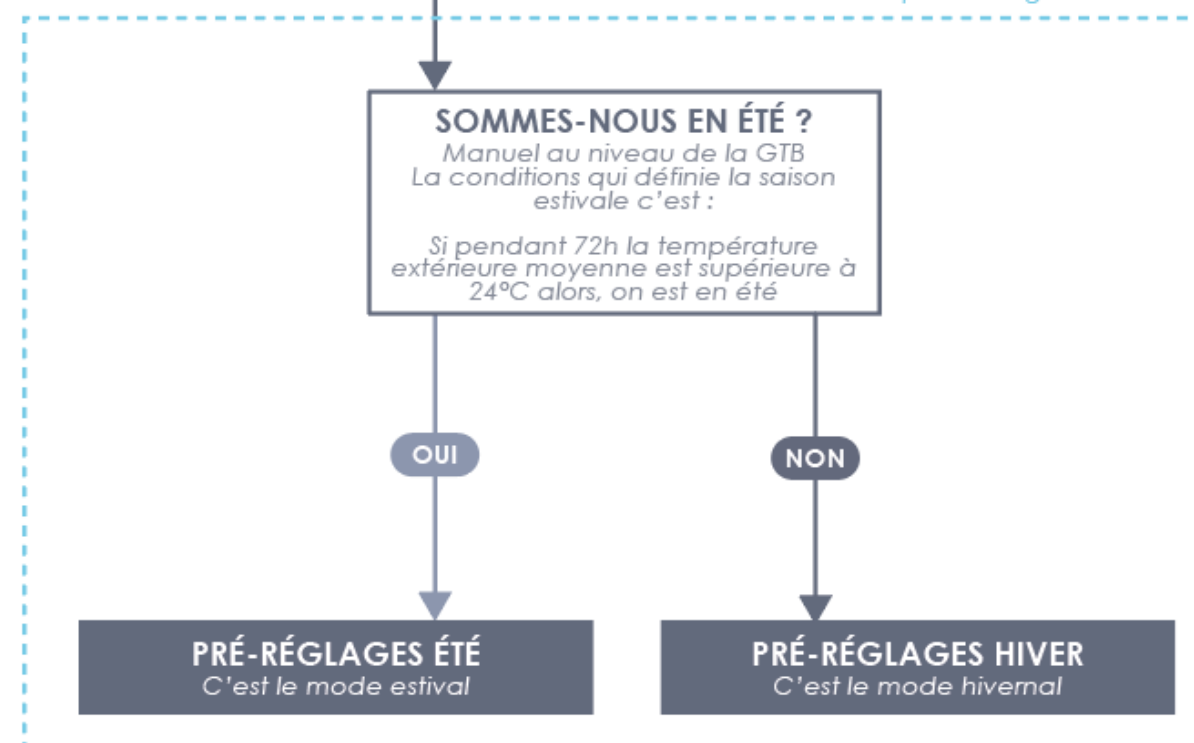 SOMMES-NOUS EN ÉTÉ ?
Manuel au niveau de la GTB
La conditions qui définie la saison
estivale c'est :
Si pendant 72h la température
extérieure moyenne est supérieure à
24°C alors, on est en été
OUI
NON
PRÉ-RÉGLAGES ÉTÉ
C'est le mode estival
PRÉ-RÉGLAGES HIVER
C'est le mode hivernal